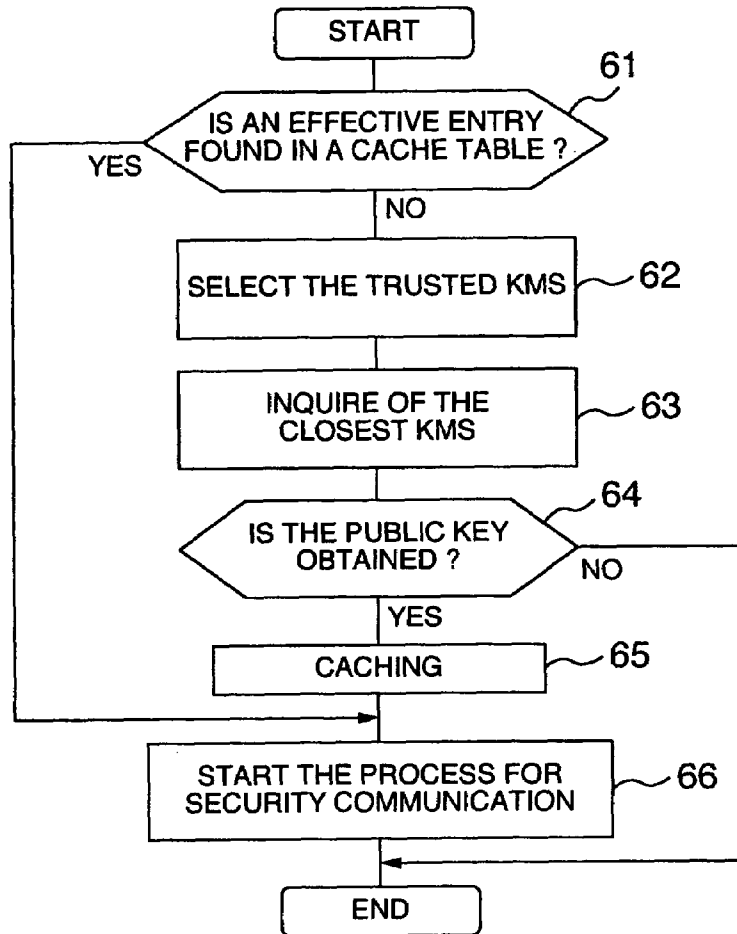 START
61
IS AN EFFECTIVE ENTRY
FOUND IN A CACHE TABLE ?
YES
NO
SELECT THE TRUSTED KMS
62
INQUIRE OF THE
CLOSEST KMS
63
64
IS THE PUBLIC KEY
OBTAINED ?
NO
YES
CACHING
65
START THE PROCESS FOR
SECURITY COMMUNICATION
66
END